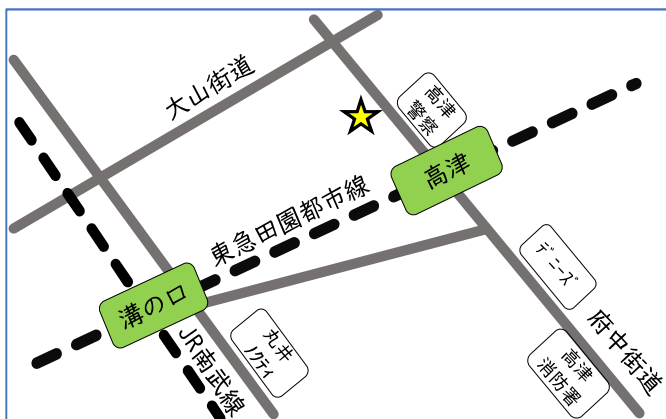 大山街道
高津
警察
高津
東急田園都市線
デニーズ
溝の口
丸井
ノクティ
JR南武線
府中街道
高津
消防署